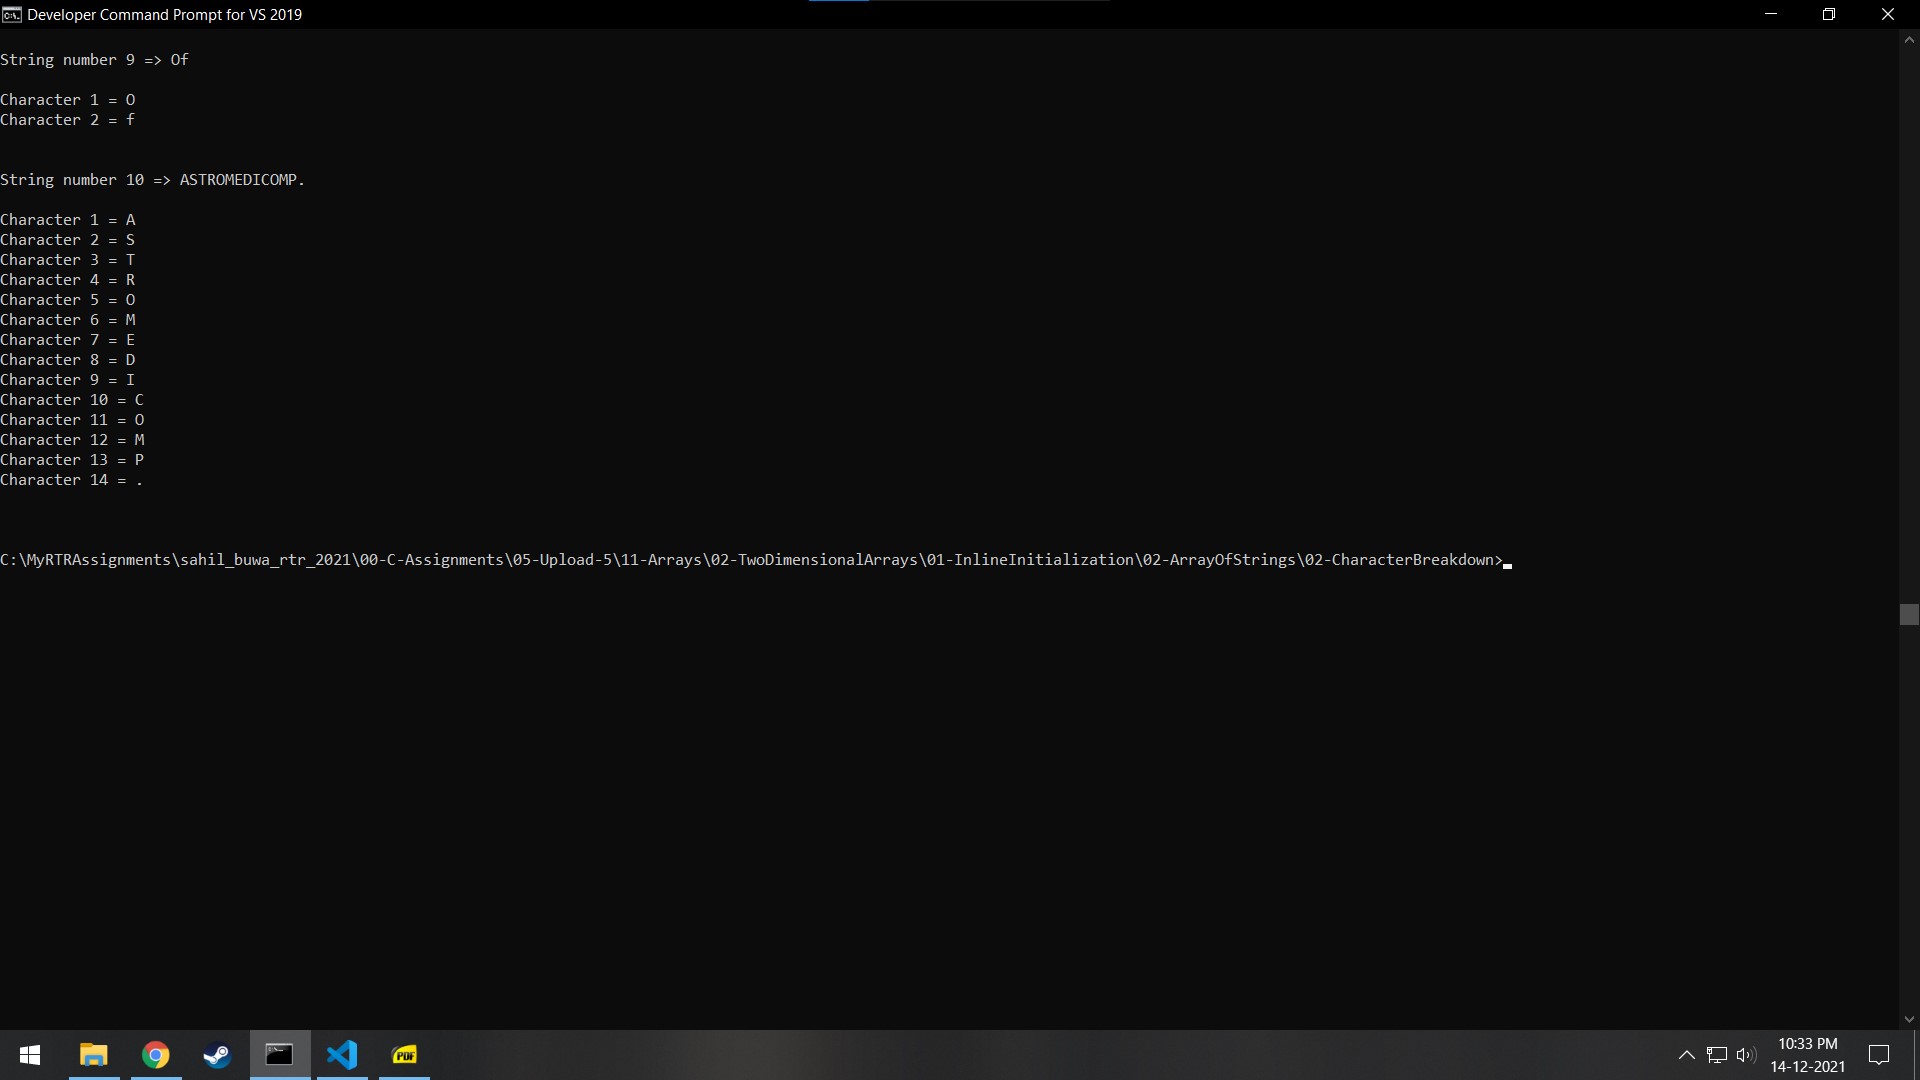 Developer Command Prompt for VS 2019
String number 9 => Of
Character 1 = O
Character 2 = f
String number 10 => ASTROMEDICOMP.
Character 1 = A
Character 2 = S
Character 3 = T
Character 4 = R
Character 5 = O
Character 6 = M
Character 7 = E
Character 8 = D
Character 9 = I
Character 10 = C
Character 11 = O
Character 12 = M
Character 13 = P
Character 14 = .
C:\MyRTRAssignments\sahil_buwa_rtr_2021\00-C-Assignments\05-Upload-5\11-Arrays\02-TwoDimensionalArrays\01-InlineInitialization\02-ArrayOfStrings\02-CharacterBreakdown>
PDF
10:33 PM
14-12-2021